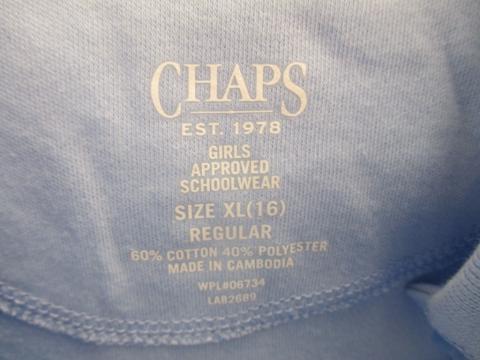 CHAPS
EST. 1978
GIRLS
APPROVED
SCHOOLWEAR
SIZE XL(16)
REGULAR
60% COTTON 40% POLYESTER
MADE IN CAMBODIA
WPL#06734
LAB2689